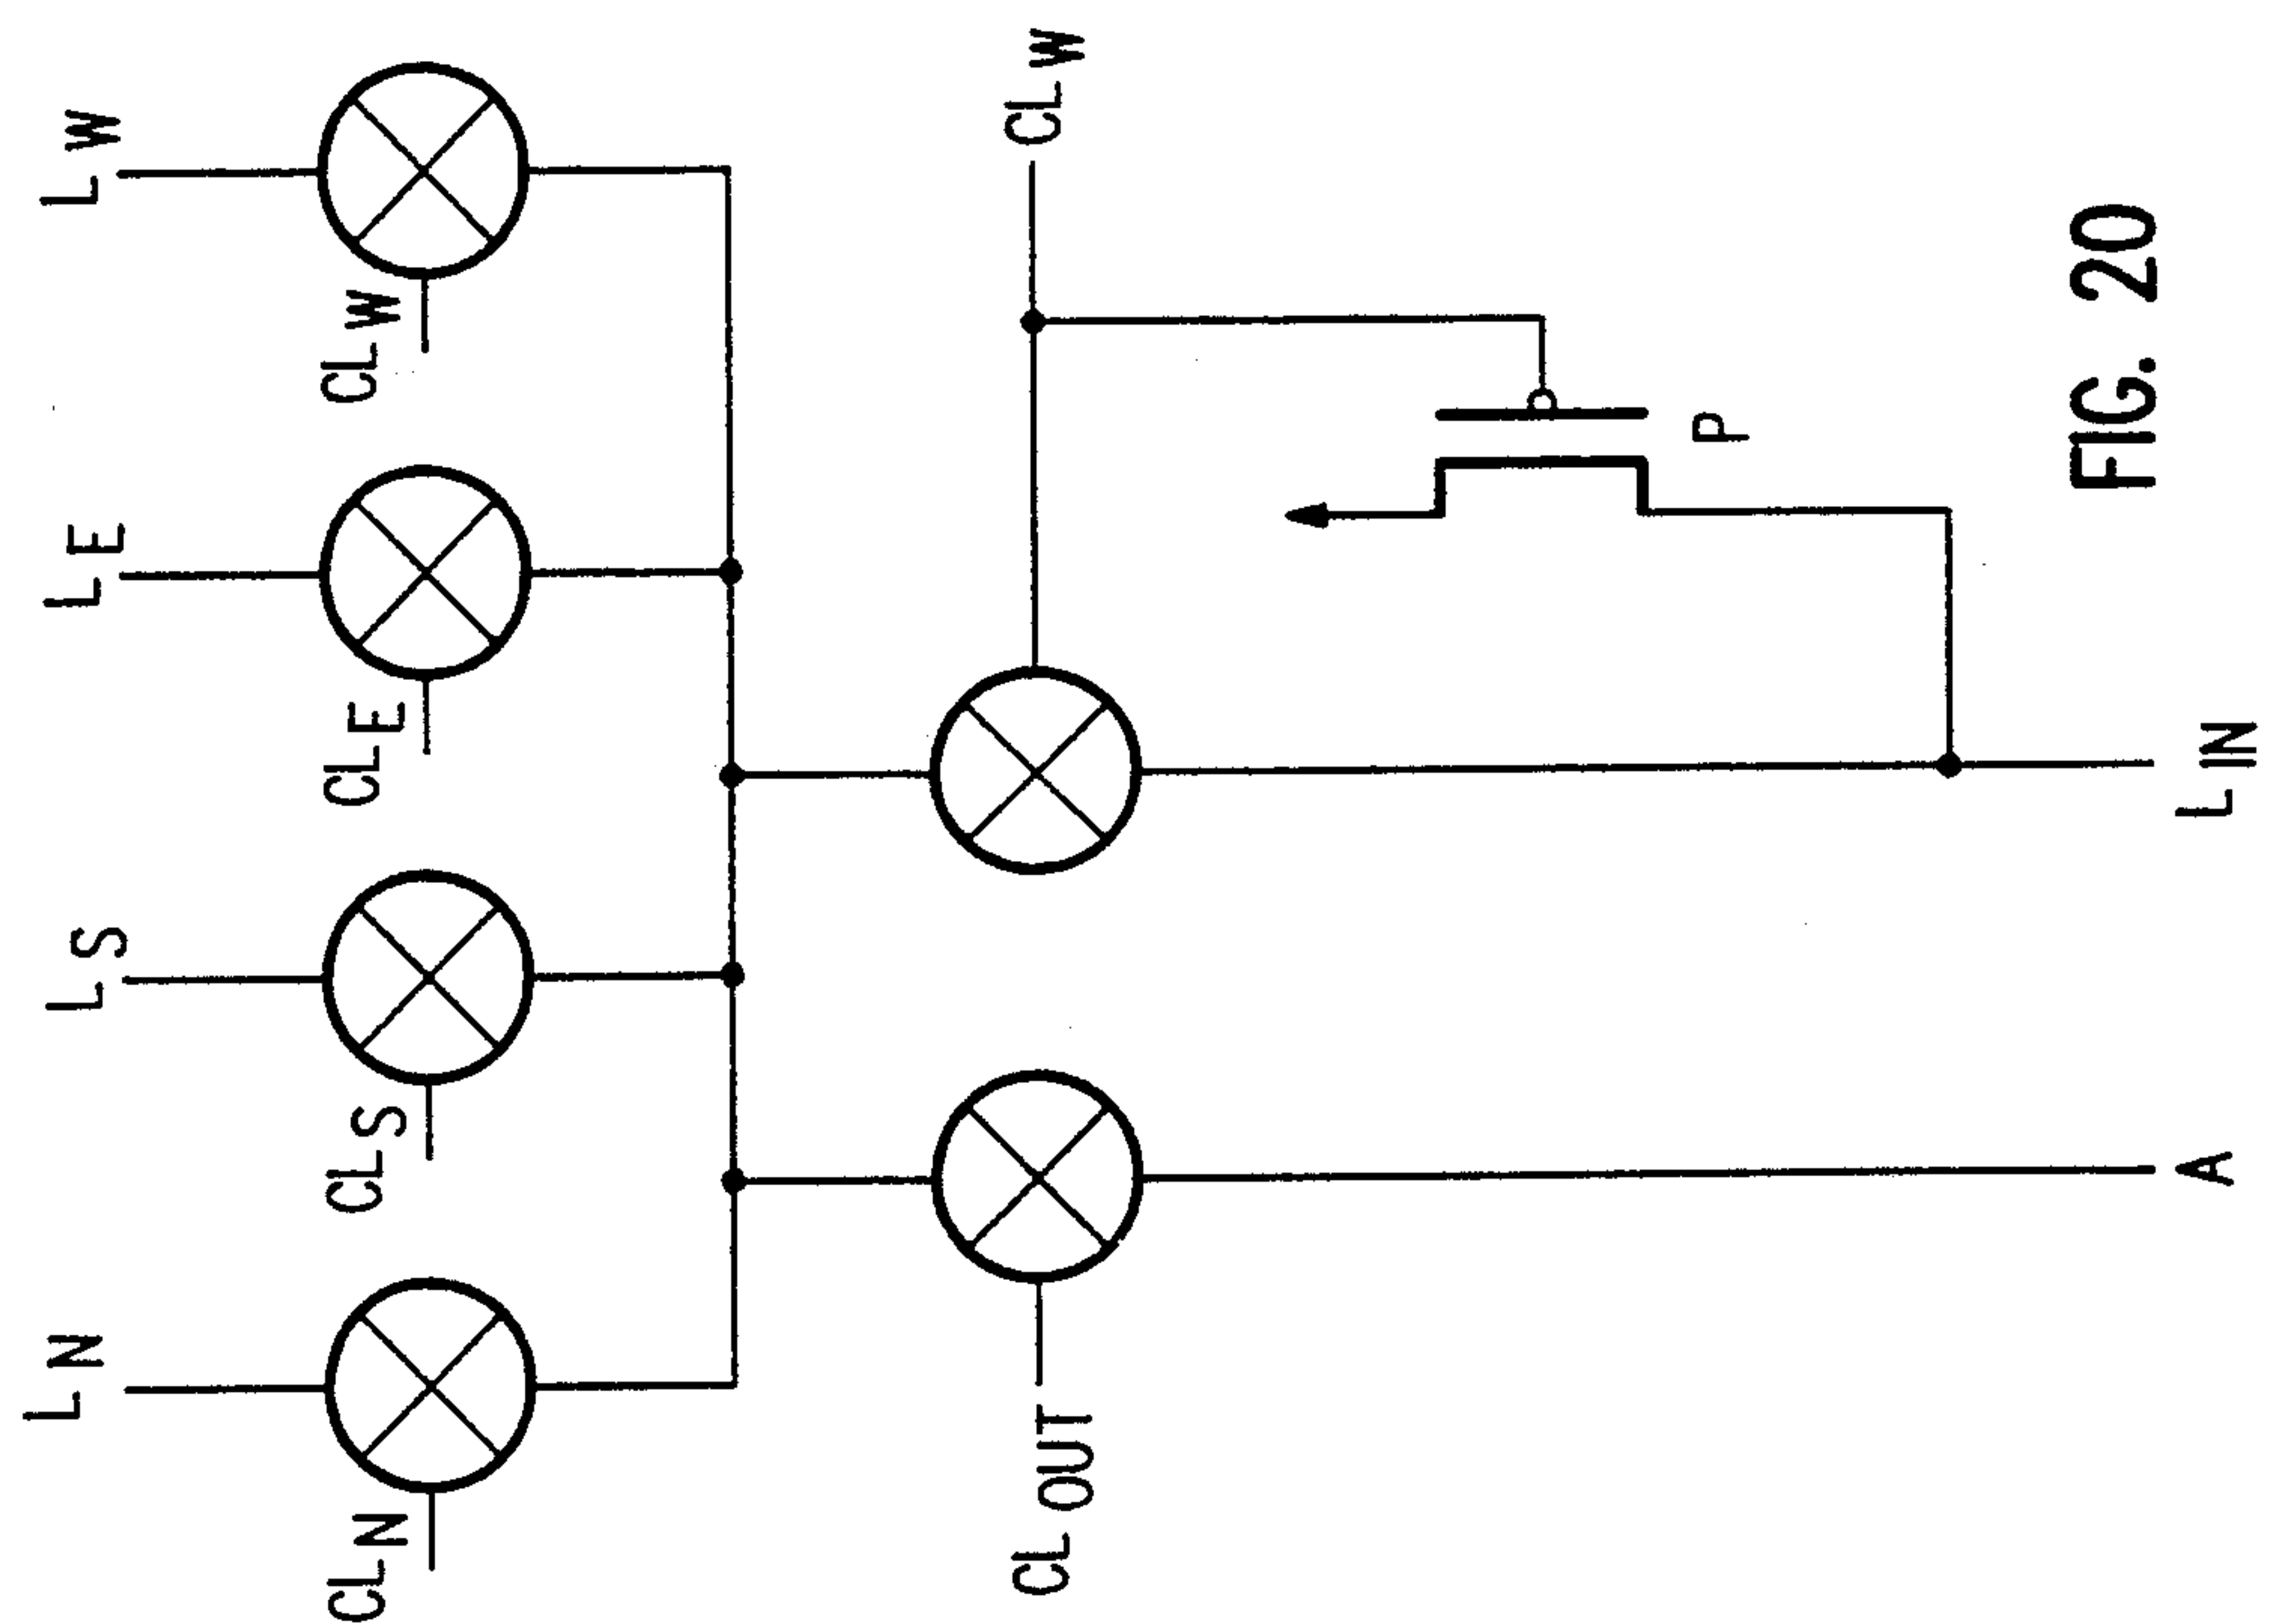 L N
L S
L E
L W
CL N
CL S
CL E
CL W
CL OUT
CL W
P
A
L IN
FIG. 20